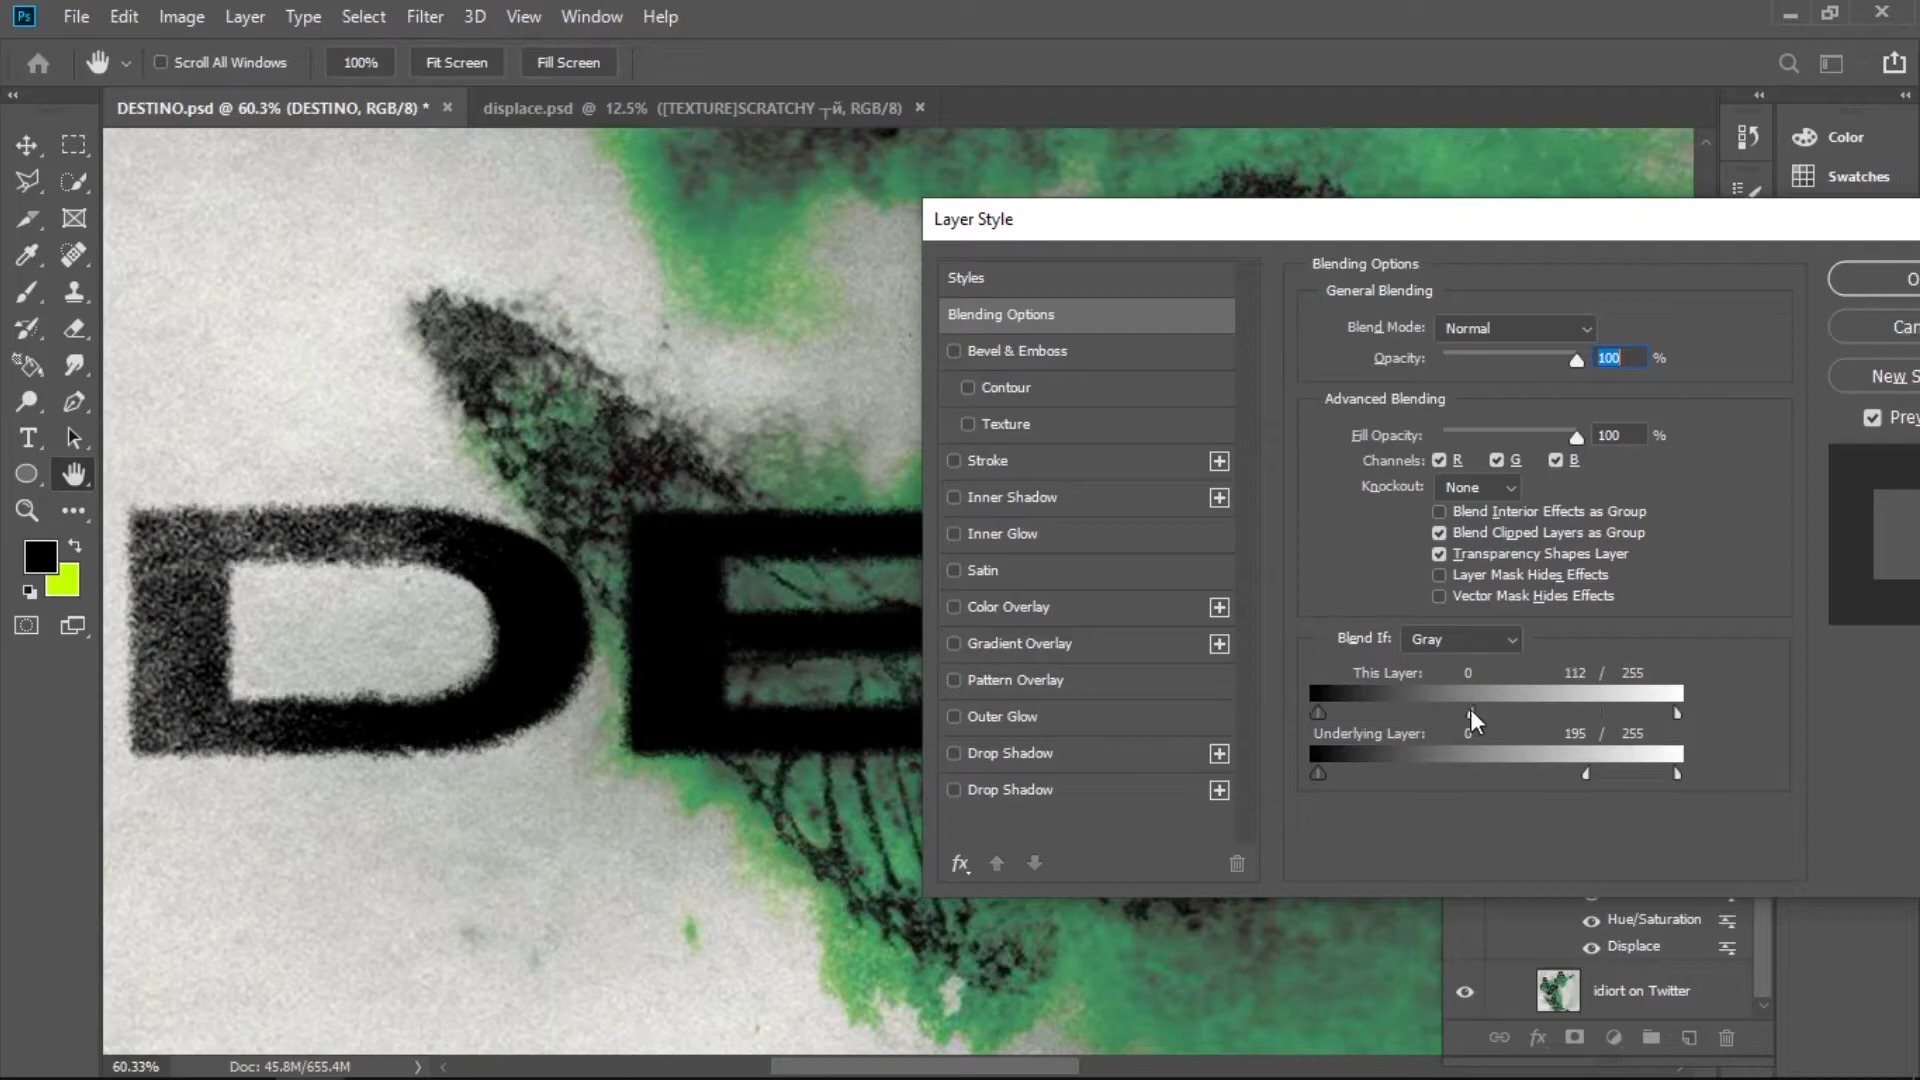 Ps File Edit Image Layer Type Select Filter 3D View Window Help
Scroll All Windows 100% Fit Screen Fill Screen
DESTINO.psd @ 60.3% (DESTINO, RGB/8) * × displace.psd @ 12.5% ([TEXTURE]SCRATCHY ┬й, RGB/8) ×
Color
Swatches
Layer Style
Styles
Blending Options
Bevel & Emboss
Contour
Texture
Stroke
Inner Shadow
Inner Glow
Satin
Color Overlay
Gradient Overlay
Pattern Overlay
Outer Glow
Drop Shadow
Drop Shadow
fx
Blending Options
General Blending
Blend Mode: Normal
Opacity: 100 %
Advanced Blending
Fill Opacity: 100 %
Channels: R G B
Knockout: None
Blend Interior Effects as Group
Blend Clipped Layers as Group
Transparency Shapes Layer
Layer Mask Hides Effects
Vector Mask Hides Effects
Blend If: Gray
This Layer: 0 112 / 255
Underlying Layer: 0 195 / 255
O
Can
New S
Prev
DE
Hue/Saturation
Displace
idiort on Twitter
fx
60.33% Doc: 45.8M/655.4M